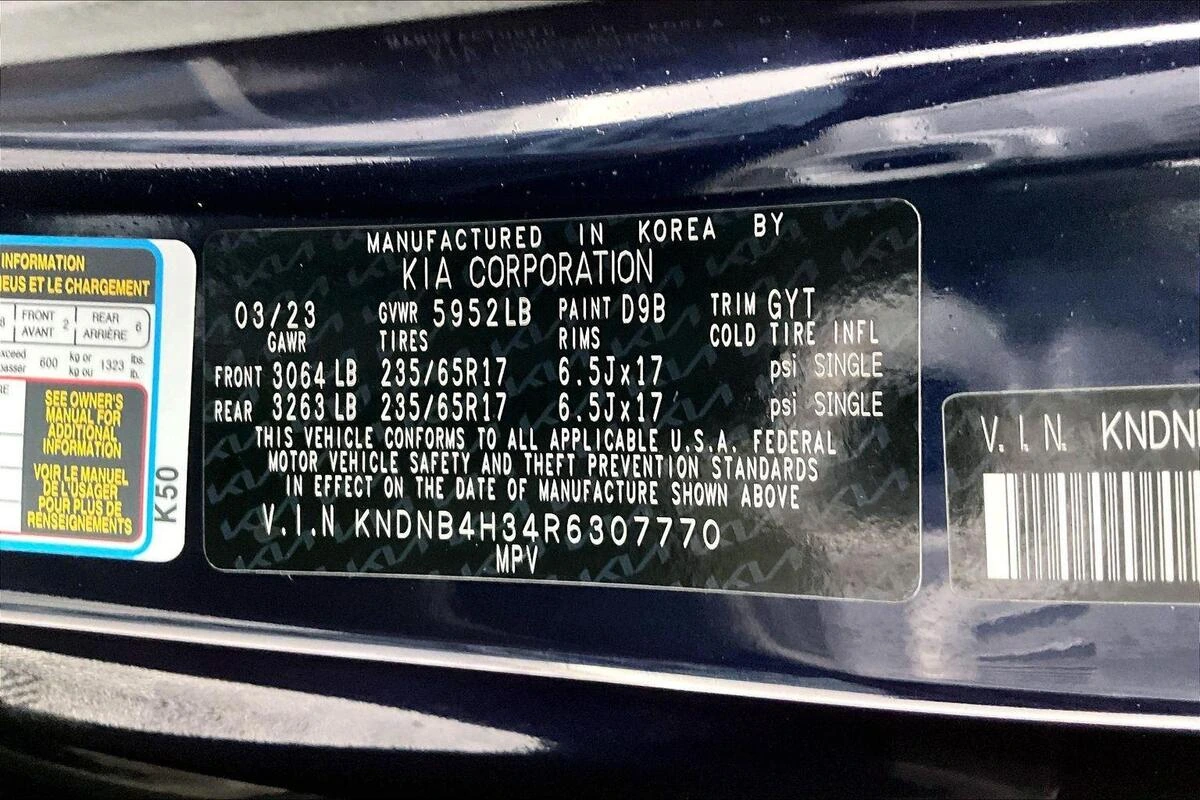 INFORMATION
NEUS ET LE CHARGEMENT
FRONT AVANT 2 REAR ARRIÈRE 6
600 kg or kg ou 1323 lbs. lb.
SEE OWNER'S
MANUAL FOR
ADDITIONAL
INFORMATION
VOIR LE MANUEL
DE L'USAGER
POUR PLUS DE
RENSEIGNEMENTS
K50
MANUFACTURED IN KOREA BY
KIA CORPORATION
03/23 GVWR 5952LB PAINT D9B TRIM GYT
GAWR TIRES RIMS COLD TIRE INFL
FRONT 3064 LB 235/65R17 6.5Jx17 psi SINGLE
REAR 3263 LB 235/65R17 6.5Jx17 psi SINGLE
THIS VEHICLE CONFORMS TO ALL APPLICABLE U.S.A. FEDERAL
MOTOR VEHICLE SAFETY AND THEFT PREVENTION STANDARDS
IN EFFECT ON THE DATE OF MANUFACTURE SHOWN ABOVE
V.I.N KNDNB4H34R6307770
MPV
V.I.N. KNDN